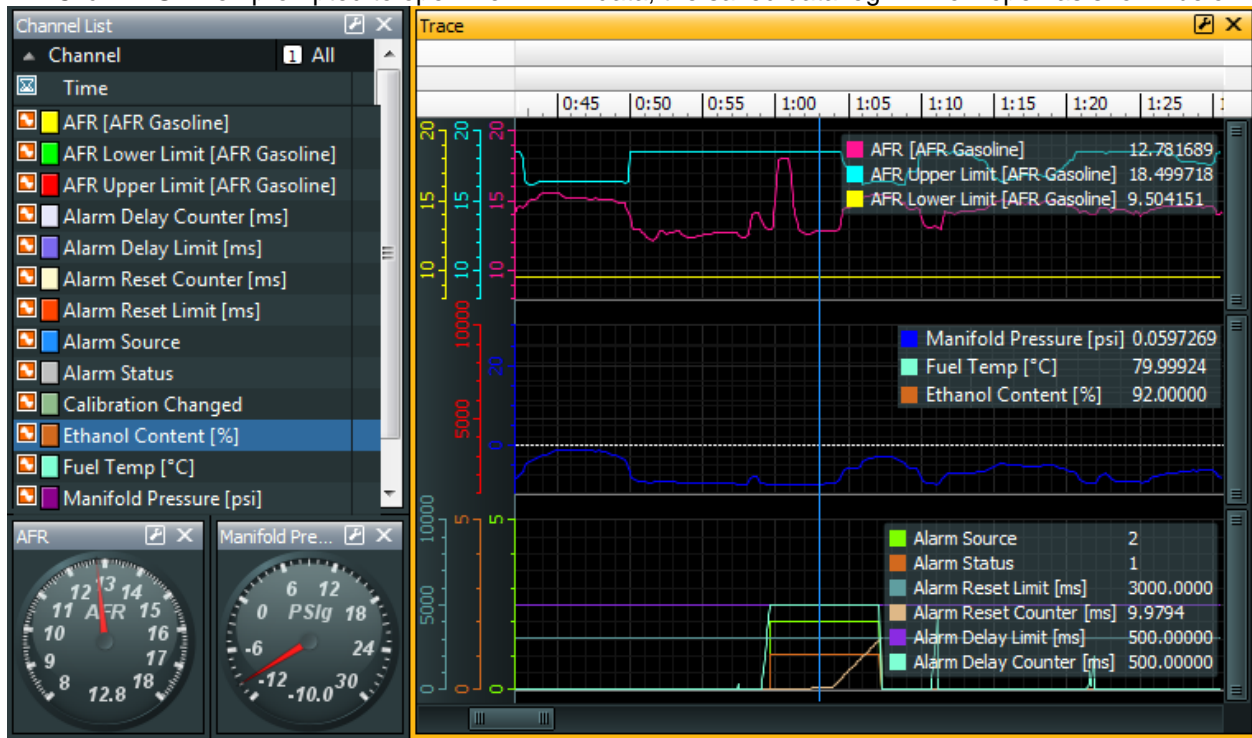 Channel List
Channel 1 All
Time
AFR [AFR Gasoline]
AFR Lower Limit [AFR Gasoline]
AFR Upper Limit [AFR Gasoline]
Alarm Delay Counter [ms]
Alarm Delay Limit [ms]
Alarm Reset Counter [ms]
Alarm Reset Limit [ms]
Alarm Source
Alarm Status
Calibration Changed
Ethanol Content [%]
Fuel Temp [°C]
Manifold Pressure [psi]
AFR
12 13 14
11 AFR 15
10 16
9 17
8 12.8 18
Manifold Pre...
6 12
0 PSIg 18
-6 24
-12 -10.0 30
Trace
0:45 0:50 0:55 1:00 1:05 1:10 1:15 1:20 1:25 1
20 20 20
15 15 15
10 10 10
AFR [AFR Gasoline] 12.781689
AFR Upper Limit [AFR Gasoline] 18.499718
AFR Lower Limit [AFR Gasoline] 9.504151
10000
20
5000
0
Manifold Pressure [psi] 0.0597269
Fuel Temp [°C] 79.99924
Ethanol Content [%] 92.00000
10000 5 5
5000
0 0 0
Alarm Source 2
Alarm Status 1
Alarm Reset Limit [ms] 3000.0000
Alarm Reset Counter [ms] 9.9794
Alarm Delay Limit [ms] 500.00000
Alarm Delay Counter [ms] 500.00000